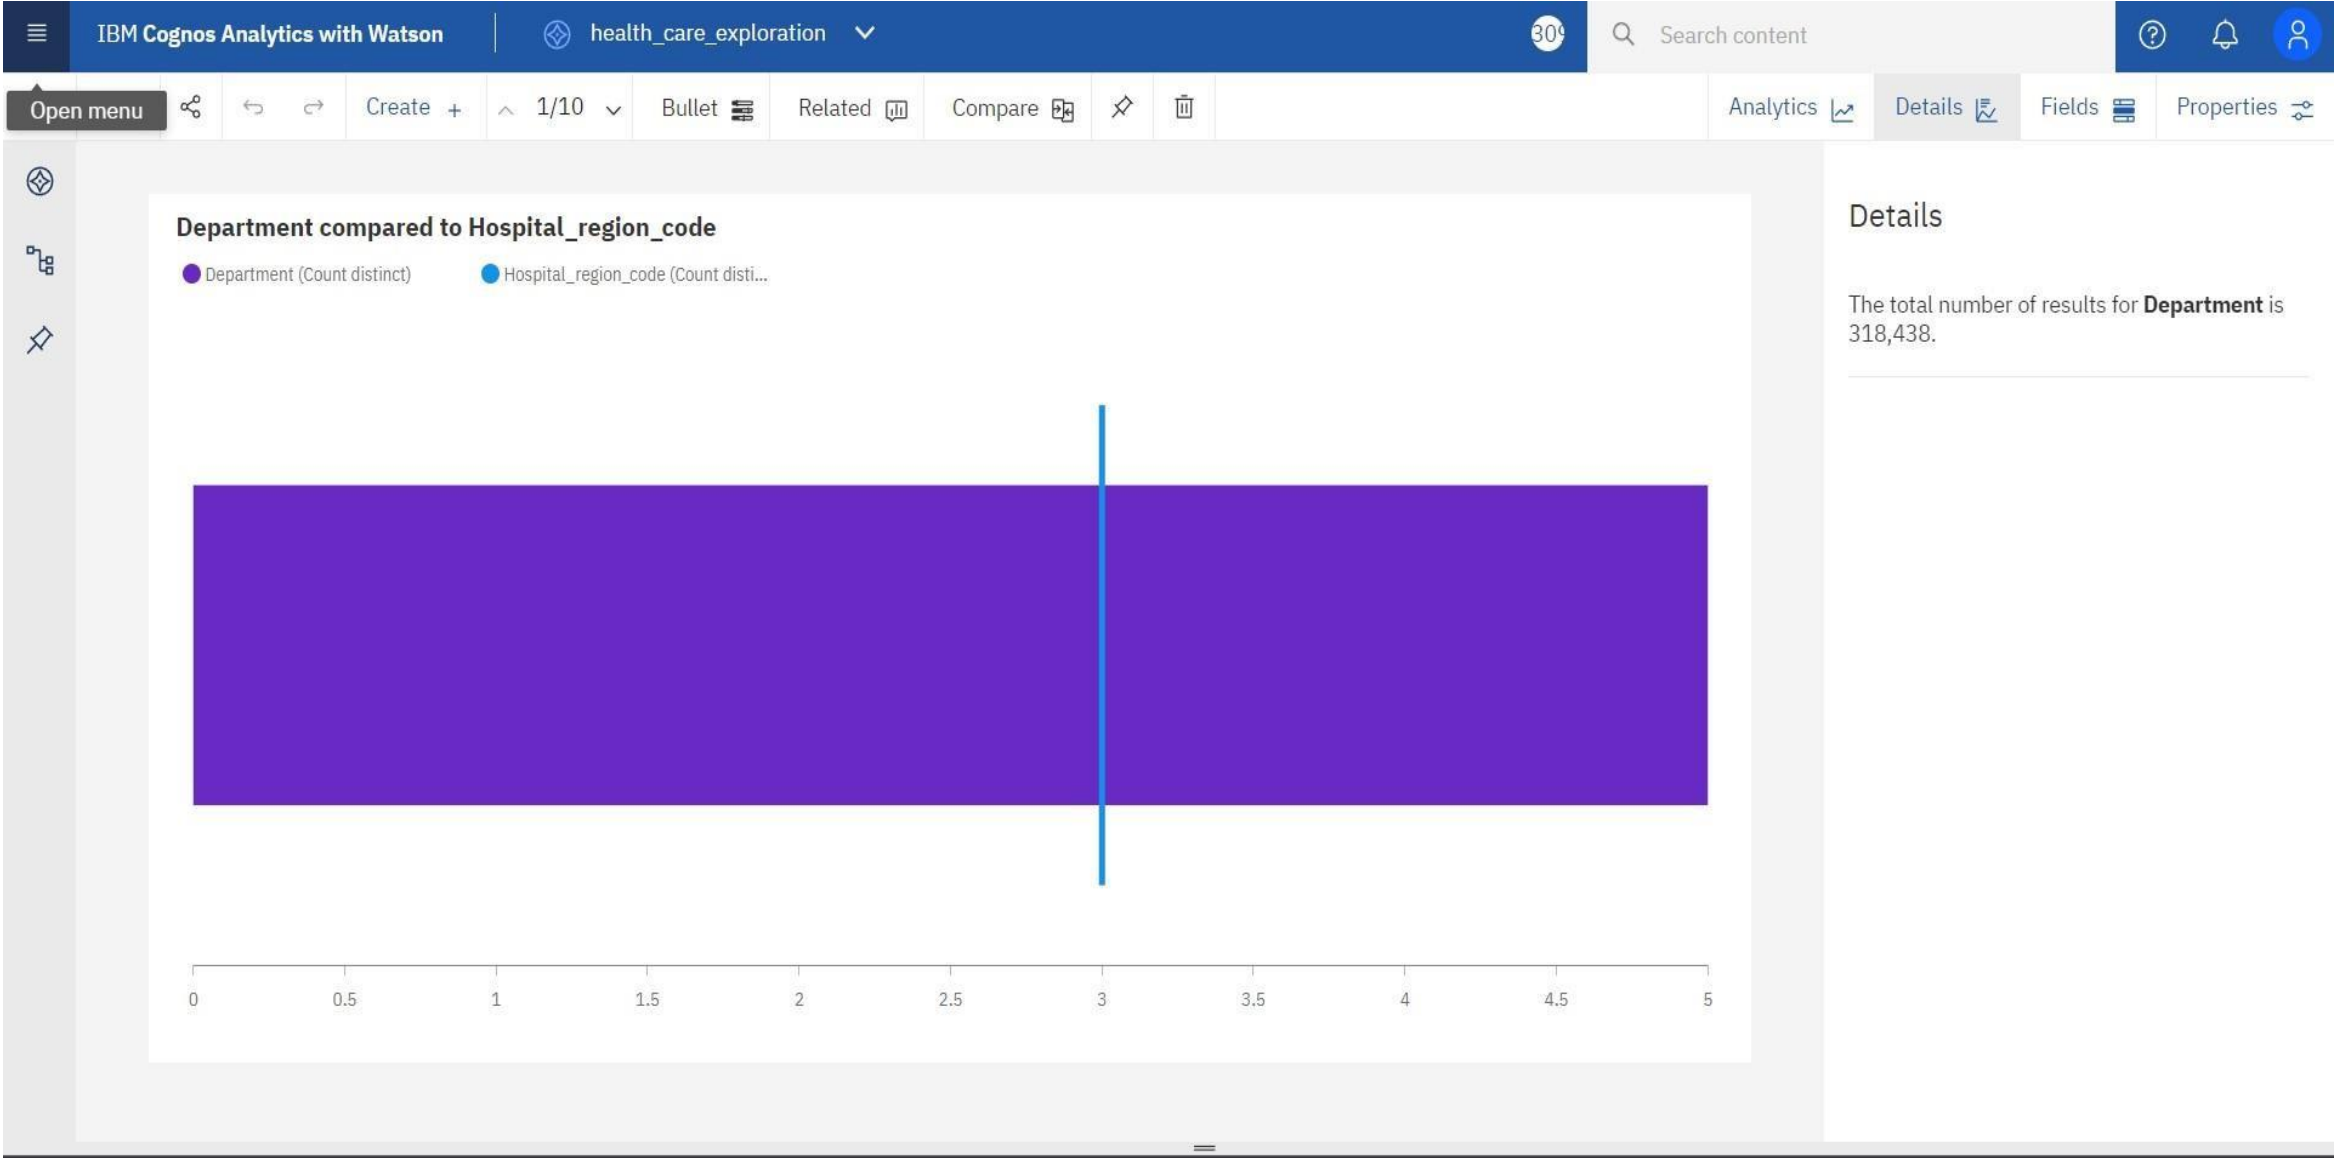 IBM Cognos Analytics with Watson
health_care_exploration
30
Search content
Open menu
Create +
1/10
Bullet
Related
Compare
Analytics
Details
Fields
Properties
Department compared to Hospital_region_code
Department (Count distinct)
Hospital_region_code (Count disti...
0
0.5
1
1.5
2
2.5
3
3.5
4
4.5
5
Details
The total number of results for Department is
318,438.